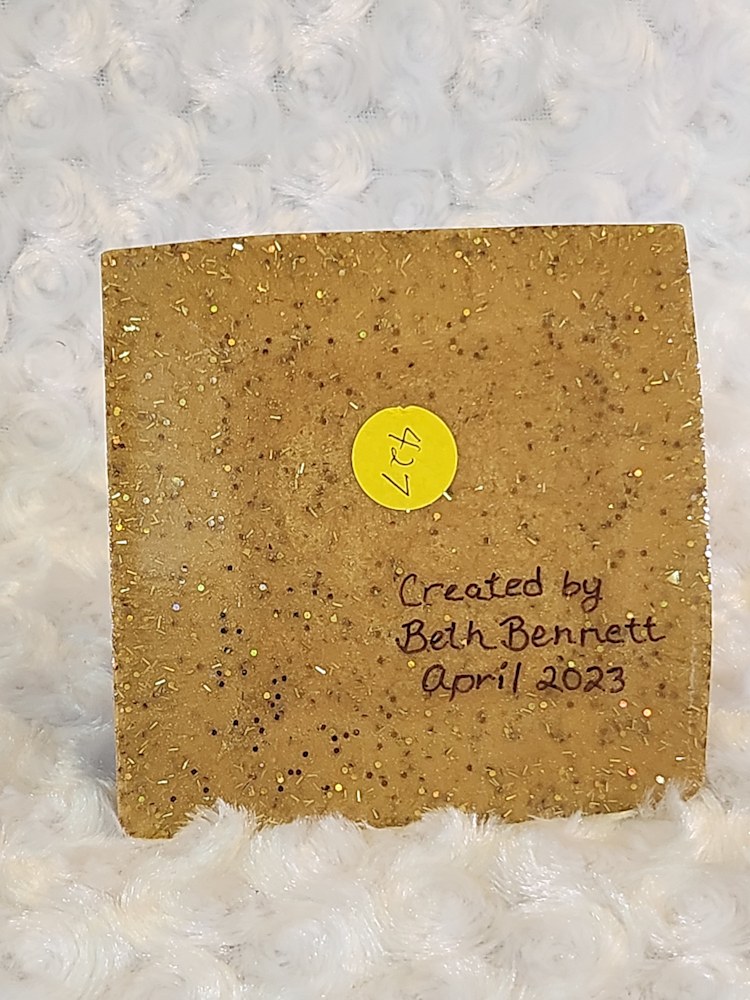 427
Created by
Beth Bennett
April 2023